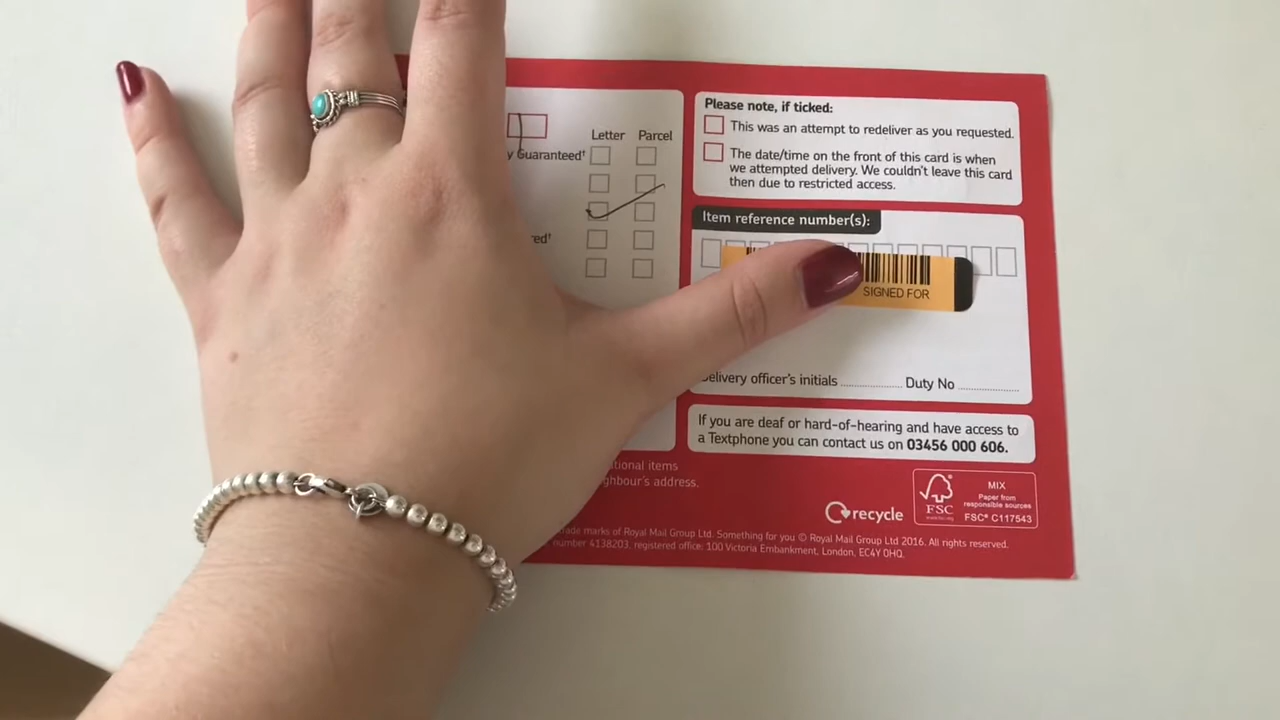 Letter Parcel
y Guaranteed†
red†
tional items
ghbour's address.
Please note, if ticked:
This was an attempt to redeliver as you requested.
The date/time on the front of this card is when
we attempted delivery. We couldn't leave this card
then due to restricted access.
Item reference number(s):
SIGNED FOR
Delivery officer's initials ................ Duty No ................
If you are deaf or hard-of-hearing and have access to
a Textphone you can contact us on 03456 000 606.
recycle
FSC
MIX
Paper from
responsible sources
FSC® C117543
rade marks of Royal Mail Group Ltd. Something for you © Royal Mail Group Ltd 2016. All rights reserved.
number 4138203, registered office: 100 Victoria Embankment, London, EC4Y 0HQ.